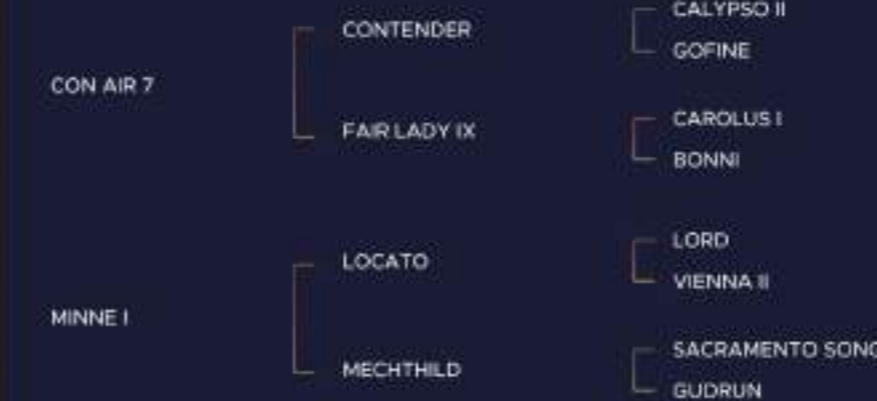 CALYPSO II
CONTENDER
GOFINE
CON AIR 7
CAROLUS I
FAIR LADY IX
BONNI
LORD
LOCATO
VIENNA II
MINNE I
SACRAMENTO SONG
MECHTHILD
GUDRUN